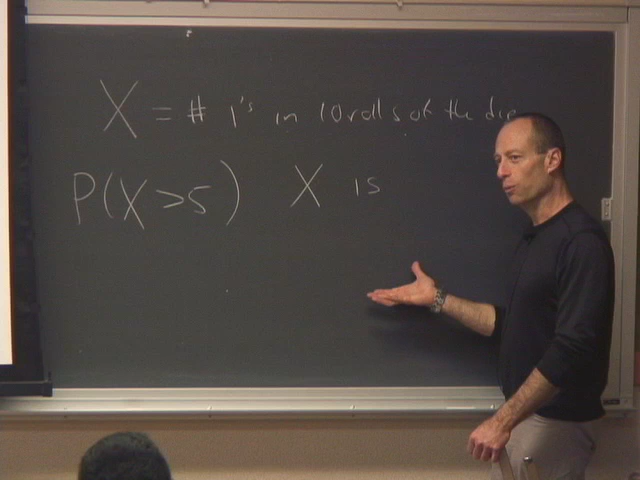 X = # 1's in 10 rolls of the die
P(X>5) X is